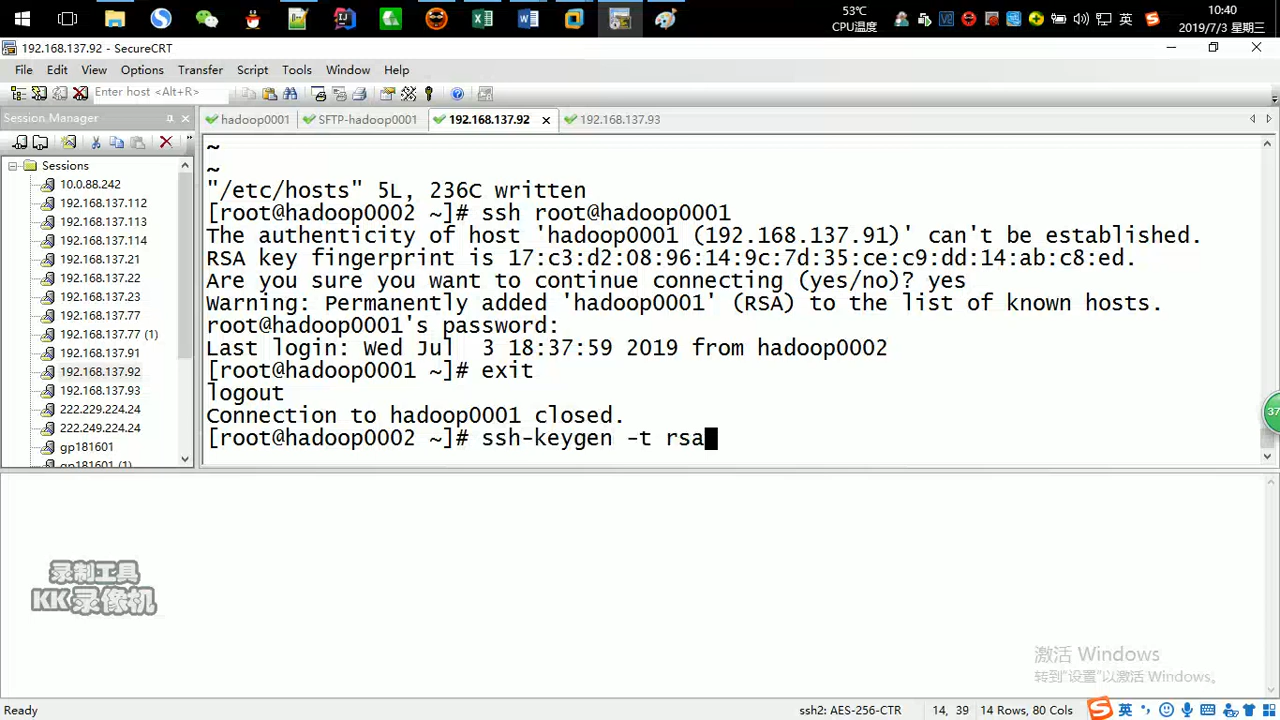 53℃
CPU温度
英
10:40
2019/7/3 星期三
192.168.137.92 - SecureCRT
File Edit View Options Transfer Script Tools Window Help
Enter host <Alt+R>
Session Manager
hadoop0001
SFTP-hadoop0001
192.168.137.92
192.168.137.93
Sessions
10.0.88.242
192.168.137.112
192.168.137.113
192.168.137.114
192.168.137.21
192.168.137.22
192.168.137.23
192.168.137.77
192.168.137.77 (1)
192.168.137.91
192.168.137.92
192.168.137.93
222.229.224.24
222.249.224.24
gp181601
gp181601 (1)
~
~
"/etc/hosts" 5L, 236C written
[root@hadoop0002 ~]# ssh root@hadoop0001
The authenticity of host 'hadoop0001 (192.168.137.91)' can't be established.
RSA key fingerprint is 17:c3:d2:08:96:14:9c:7d:35:ce:c9:dd:14:ab:c8:ed.
Are you sure you want to continue connecting (yes/no)? yes
Warning: Permanently added 'hadoop0001' (RSA) to the list of known hosts.
root@hadoop0001's password:
Last login: Wed Jul  3 18:37:59 2019 from hadoop0002
[root@hadoop0001 ~]# exit
logout
Connection to hadoop0001 closed.
[root@hadoop0002 ~]# ssh-keygen -t rsa
37
录制工具
KK录像机
激活 Windows
转到"设置"以激活 Windows。
Ready
ssh2: AES-256-CTR
14, 39
14 Rows, 80 Cols
英